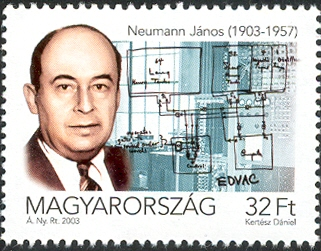 Neumann János (1903-1957)
EDVAC
MAGYARORSZÁG 32 Ft
Á. Ny. Rt. 2003 Kertész Dániel